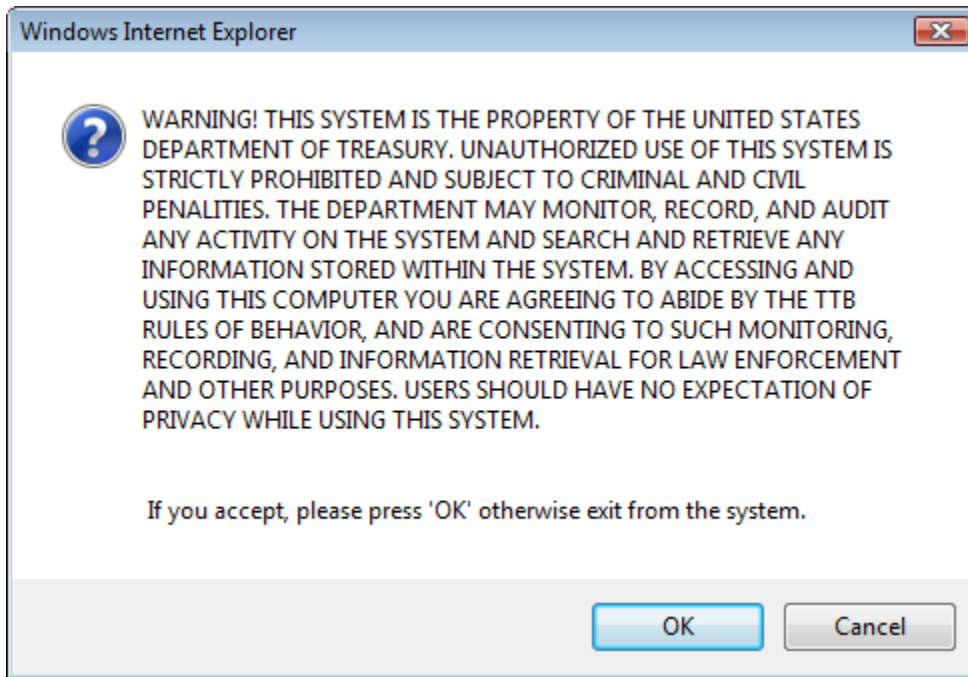 Windows Internet Explorer
WARNING! THIS SYSTEM IS THE PROPERTY OF THE UNITED STATES
DEPARTMENT OF TREASURY. UNAUTHORIZED USE OF THIS SYSTEM IS
STRICTLY PROHIBITED AND SUBJECT TO CRIMINAL AND CIVIL
PENALITIES. THE DEPARTMENT MAY MONITOR, RECORD, AND AUDIT
ANY ACTIVITY ON THE SYSTEM AND SEARCH AND RETRIEVE ANY
INFORMATION STORED WITHIN THE SYSTEM. BY ACCESSING AND
USING THIS COMPUTER YOU ARE AGREEING TO ABIDE BY THE TTB
RULES OF BEHAVIOR, AND ARE CONSENTING TO SUCH MONITORING,
RECORDING, AND INFORMATION RETRIEVAL FOR LAW ENFORCEMENT
AND OTHER PURPOSES. USERS SHOULD HAVE NO EXPECTATION OF
PRIVACY WHILE USING THIS SYSTEM.
If you accept, please press 'OK' otherwise exit from the system.
OK
Cancel